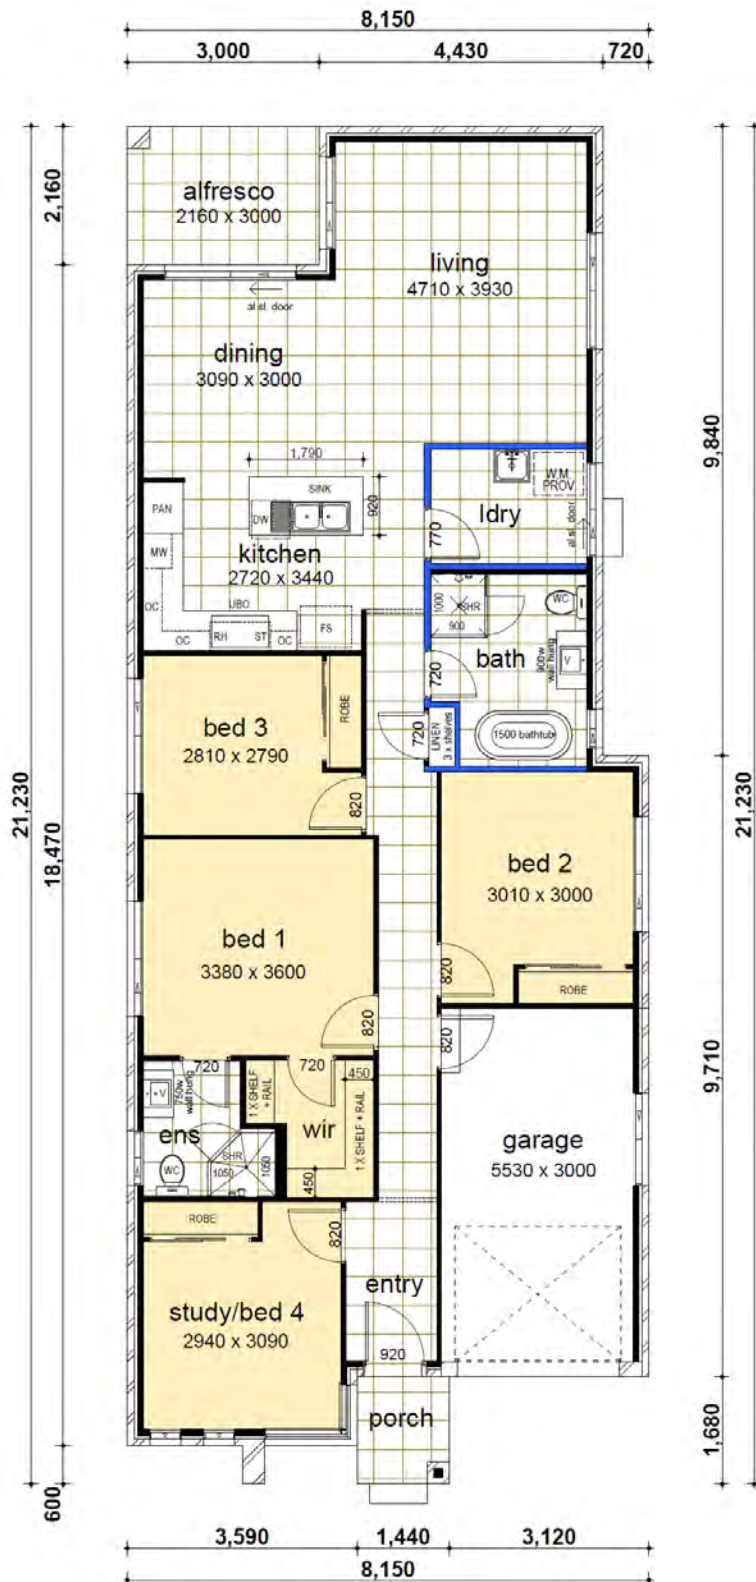 8,150
3,000
4,430
720
2,160
alfresco
2160 x 3000
living
4710 x 3930
al sl. door
dining
3090 x 3000
9,840
1,790
SINK
920
DW
W.M.
PROV
ldry
770
al sl. door
PAN
MW
kitchen
2720 x 3440
OC
UBO
OC
RH
ST
OC
FS
1000
SHR
900
WC
bath
720
900w
wall hung
V
bed 3
2810 x 2790
ROBE
720
LINEN
3 x shelves
1500 bathtub
820
21,230
18,470
21,230
bed 2
3010 x 3000
bed 1
3380 x 3600
820
ROBE
820
820
9,710
720
720
450
750w
wall hung
V
1 X SHELF
+ RAIL
ens
wir
1 X SHELF + RAIL
garage
5530 x 3000
SHR
WC
1050
1050
450
ROBE
820
entry
study/bed 4
2940 x 3090
920
porch
1,680
600
3,590
1,440
3,120
8,150